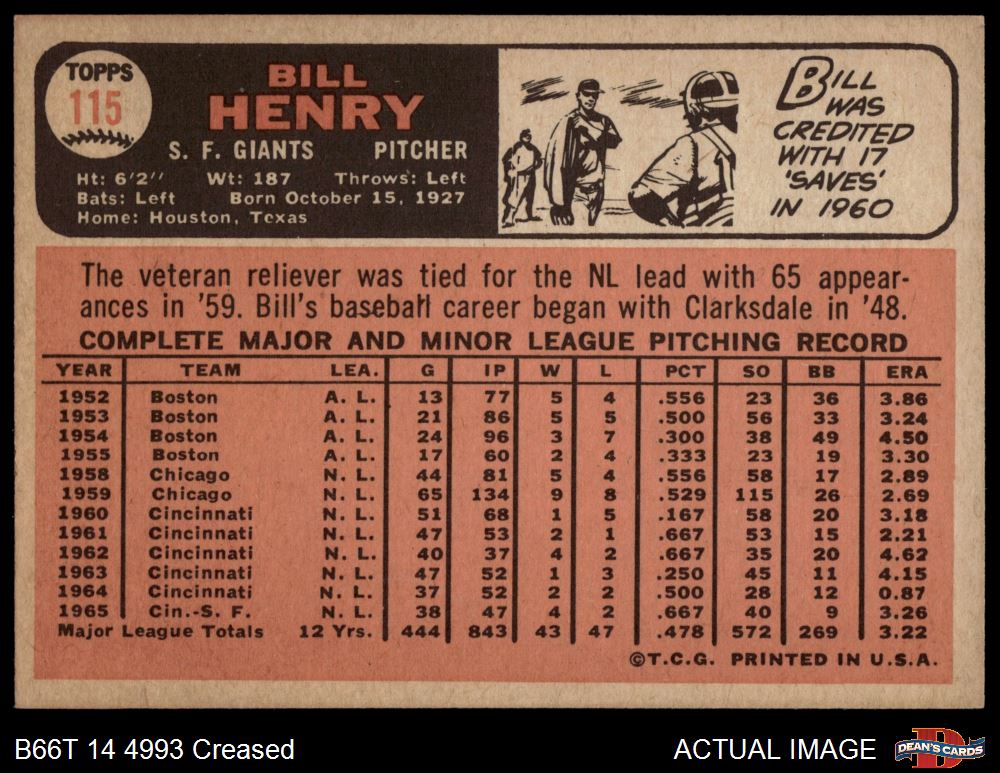 TOPPS
115
BILL
HENRY
S. F. GIANTS PITCHER
Ht: 6'2" Wt: 187 Throws: Left
Bats: Left Born October 15, 1927
Home: Houston, Texas
BILL
WAS
CREDITED
WITH 17
'SAVES'
IN 1960
The veteran reliever was tied for the NL lead with 65 appear-
ances in '59. Bill's baseball career began with Clarksdale in '48.
COMPLETE MAJOR AND MINOR LEAGUE PITCHING RECORD
YEAR TEAM LEA. G IP W L PCT SO BB ERA
1952 Boston A. L. 13 77 5 4 .556 23 36 3.86
1953 Boston A. L. 21 86 5 5 .500 56 33 3.24
1954 Boston A. L. 24 96 3 7 .300 38 49 4.50
1955 Boston A. L. 17 60 2 4 .333 23 19 3.30
1958 Chicago N. L. 44 81 5 4 .556 58 17 2.89
1959 Chicago N. L. 65 134 9 8 .529 115 26 2.69
1960 Cincinnati N. L. 51 68 1 5 .167 58 20 3.18
1961 Cincinnati N. L. 47 53 2 1 .667 53 15 2.21
1962 Cincinnati N. L. 40 37 4 2 .667 35 20 4.62
1963 Cincinnati N. L. 47 52 1 3 .250 45 11 4.15
1964 Cincinnati N. L. 37 52 2 2 .500 28 12 0.87
1965 Cin.-S. F. N. L. 38 47 4 2 .667 40 9 3.26
Major League Totals 12 Yrs. 444 843 43 47 .478 572 269 3.22
©T.C.G. PRINTED IN U.S.A.
B66T 14 4993 Creased
ACTUAL IMAGE
D
DEAN'S CARDS